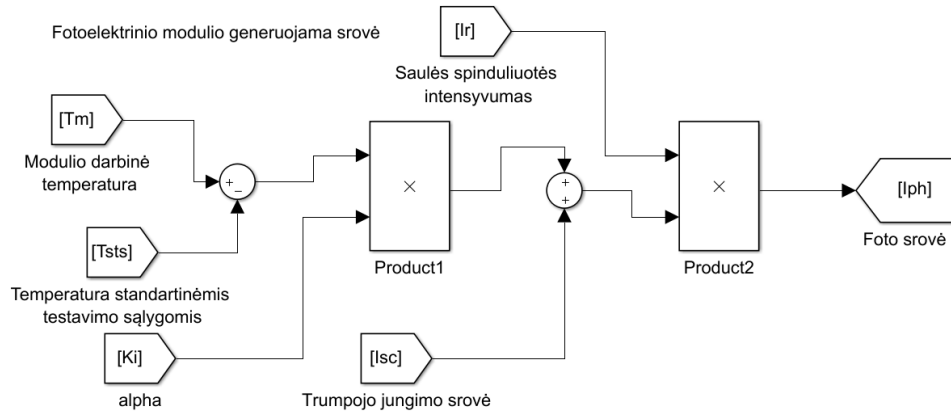 Fotoelektrinio modulio generuojama srovė
[Ir]
Saulės spinduliuotės
intensyvumas
[Tm]
Modulio darbinė
temperatura
+
−
×
Product1
+
+
×
Product2
[Iph]
Foto srovė
[Tsts]
Temperatura standartinėmis
testavimo sąlygomis
[Ki]
alpha
[Isc]
Trumpojo jungimo srovė